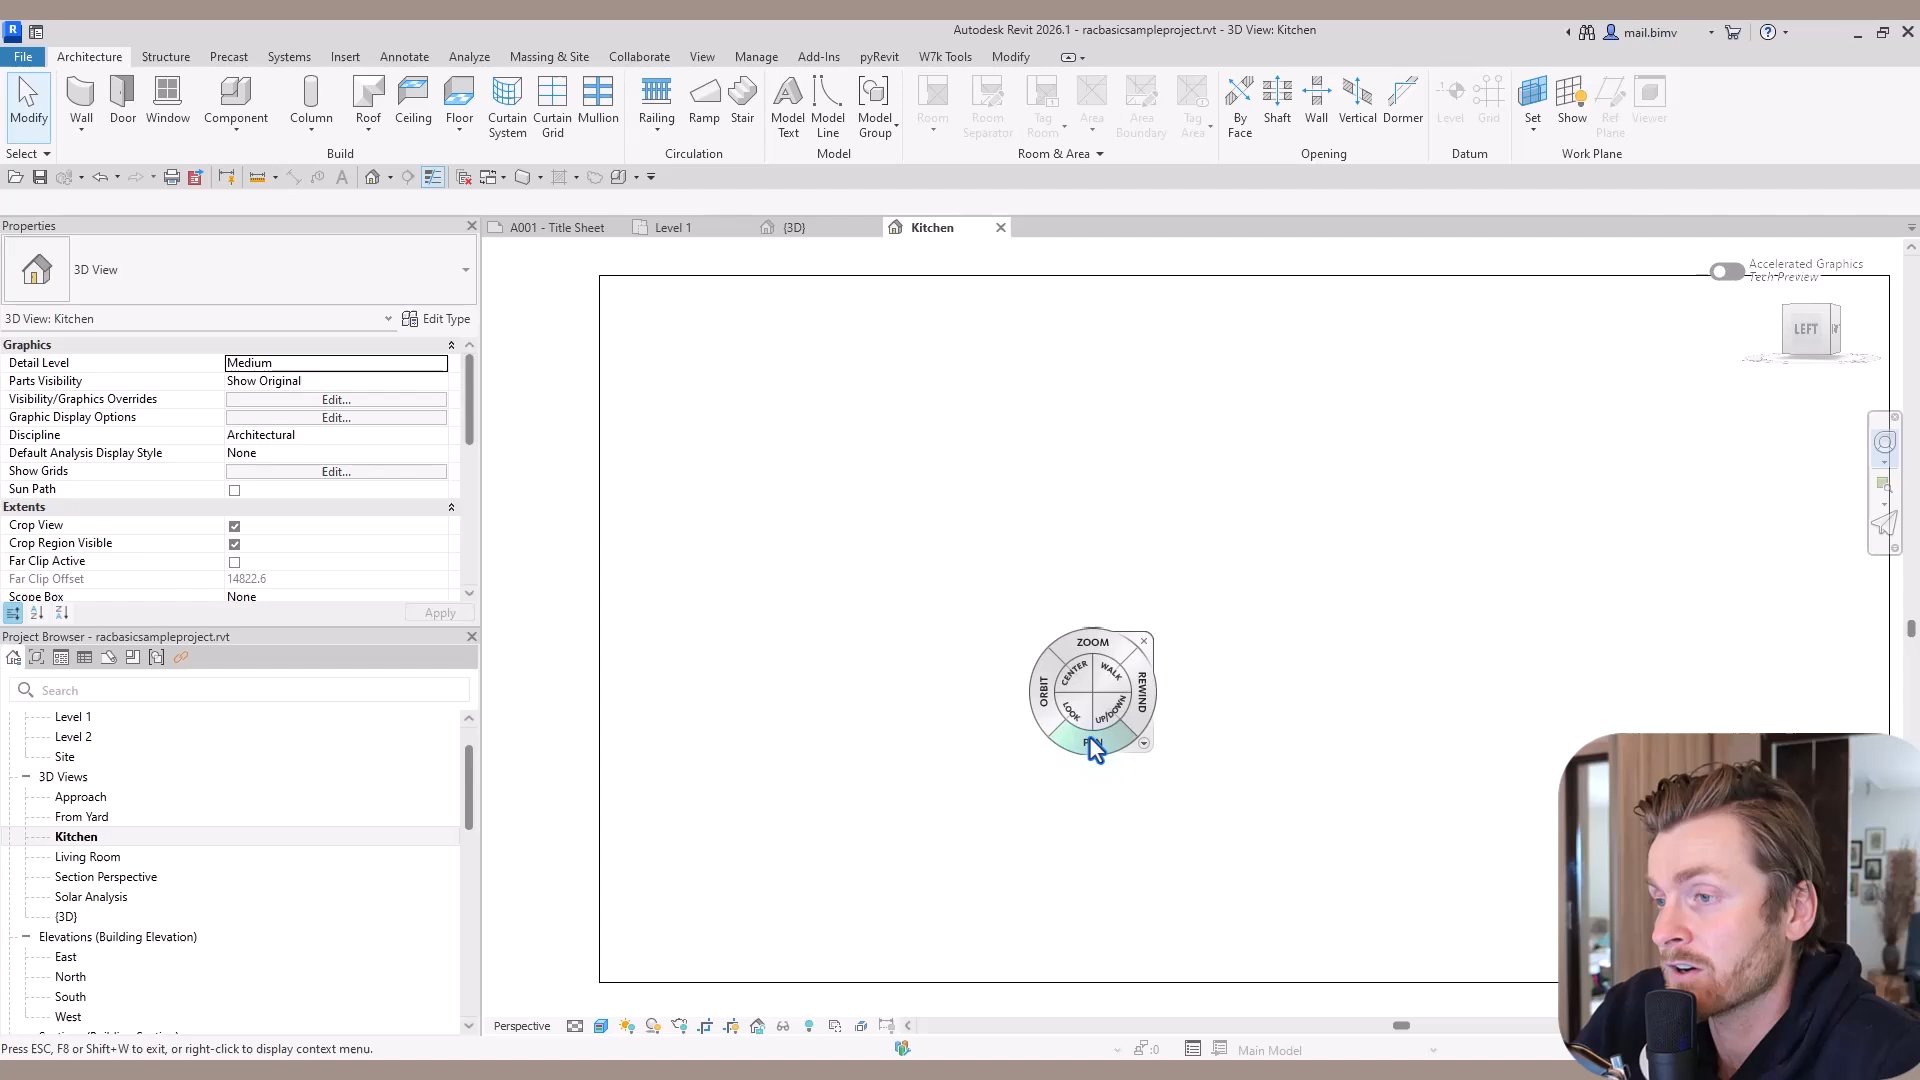 Autodesk Revit 2026.1 - racbasicsampleproject.rvt - 3D View: Kitchen
mail.bimv
File Architecture Structure Precast Systems Insert Annotate Analyze Massing & Site Collaborate View Manage Add-Ins pyRevit W7k Tools Modify
Modify Wall Door Window Component Column Roof Ceiling Floor Curtain System Curtain Grid Mullion Railing Ramp Stair Model Text Model Line Model Group Room Room Separator Tag Room Area Area Boundary Tag Area By Face Shaft Wall Vertical Dormer Level Grid Set Show Ref Plane Viewer
Select Build Circulation Model Room & Area Opening Datum Work Plane
Properties
3D View
3D View: Kitchen Edit Type
Graphics
Detail Level Medium
Parts Visibility Show Original
Visibility/Graphics Overrides Edit...
Graphic Display Options Edit...
Discipline Architectural
Default Analysis Display Style None
Show Grids Edit...
Sun Path
Extents
Crop View
Crop Region Visible
Far Clip Active
Far Clip Offset 14822.6
Scope Box None
Apply
Project Browser - racbasicsampleproject.rvt
Search
Level 1
Level 2
Site
3D Views
Approach
From Yard
Kitchen
Living Room
Section Perspective
Solar Analysis
{3D}
Elevations (Building Elevation)
East
North
South
West
A001 - Title Sheet Level 1 {3D} Kitchen
Accelerated Graphics
Tech Preview
LEFT
ZOOM
CENTER WALK
ORBIT REWIND
LOOK UP/DOWN
Perspective
Press ESC, F8 or Shift+W to exit, or right-click to display context menu.
:0
Main Model